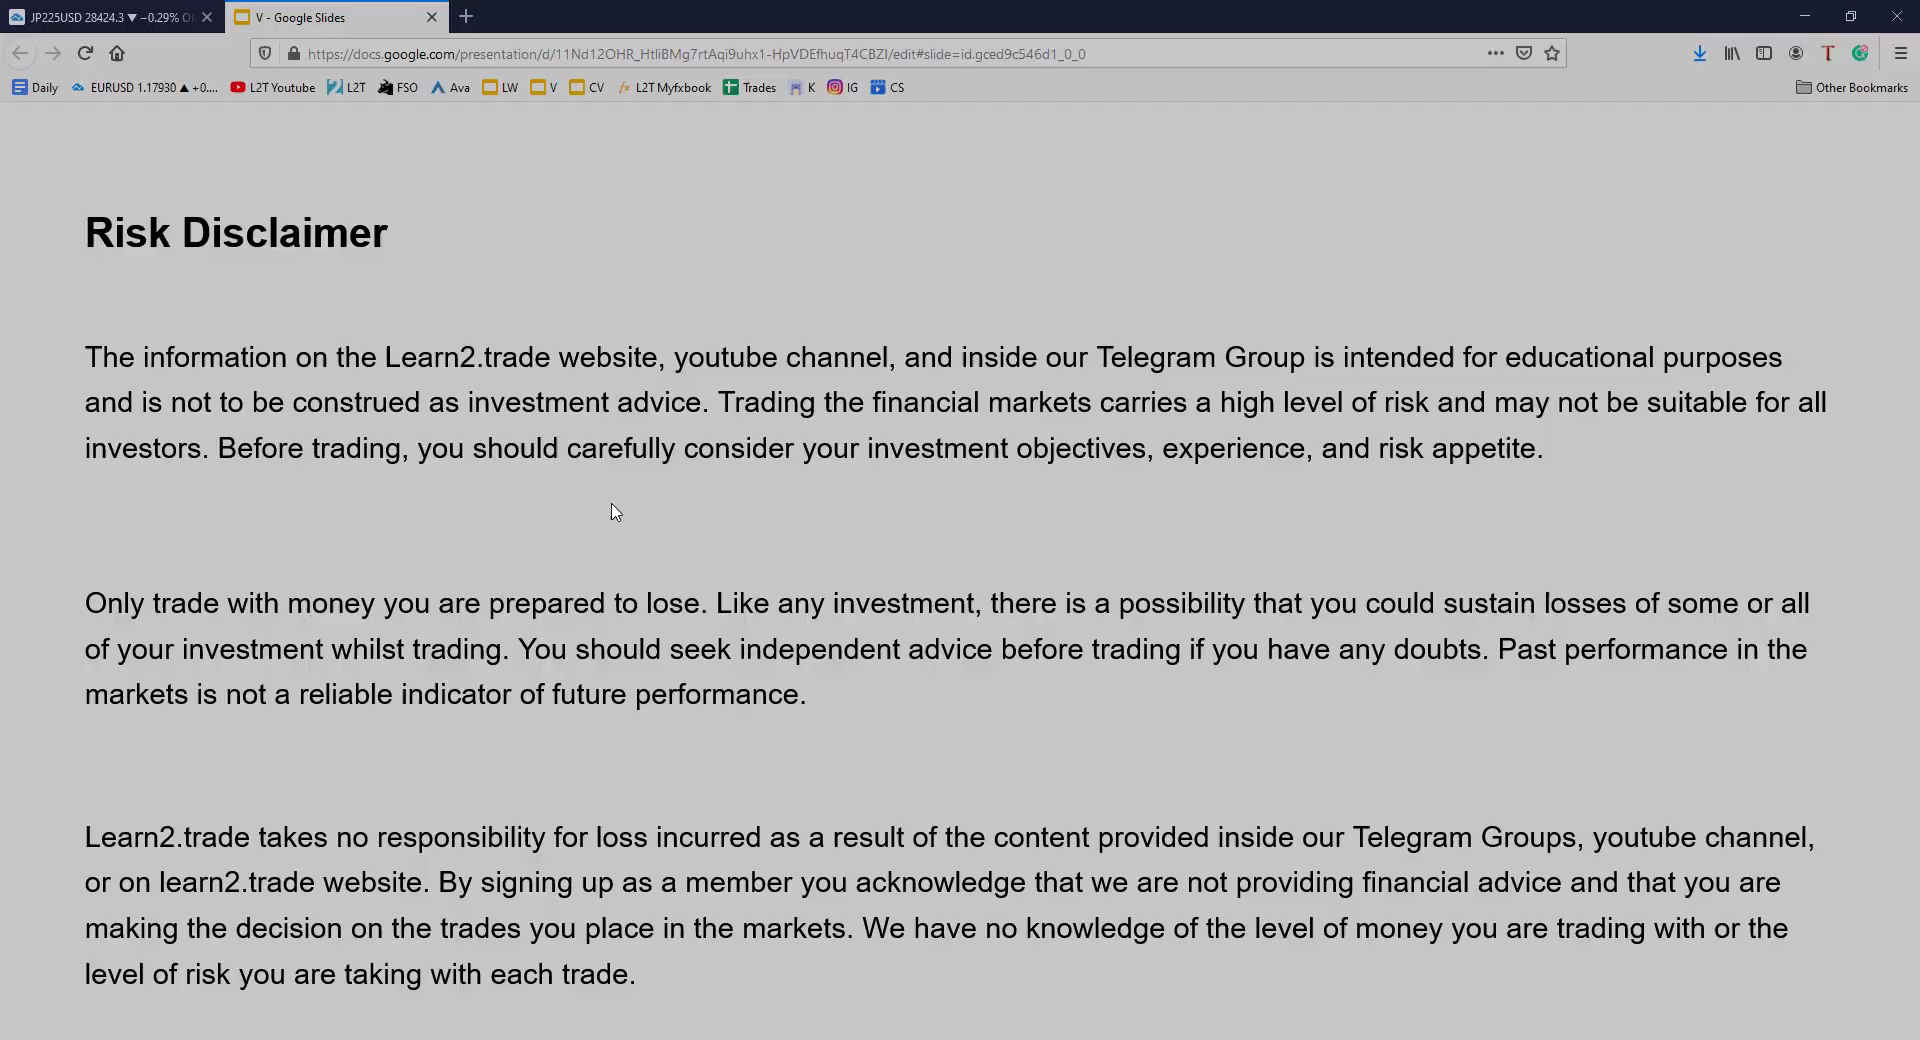 JP225USD 28424.3 ▼ −0.29%
V - Google Slides
https://docs.google.com/presentation/d/11Nd12OHR_HtIiBMg7rtAqi9uhx1-HpVDEfhuqT4CBZI/edit#slide=id.gced9c546d1_0_0
Daily EURUSD 1.17930 ▲ +0.... L2T Youtube L2T FSO Ava LW V CV L2T Myfxbook Trades K IG CS Other Bookmarks
Risk Disclaimer
The information on the Learn2.trade website, youtube channel, and inside our Telegram Group is intended for educational purposes
and is not to be construed as investment advice. Trading the financial markets carries a high level of risk and may not be suitable for all
investors. Before trading, you should carefully consider your investment objectives, experience, and risk appetite.
Only trade with money you are prepared to lose. Like any investment, there is a possibility that you could sustain losses of some or all
of your investment whilst trading. You should seek independent advice before trading if you have any doubts. Past performance in the
markets is not a reliable indicator of future performance.
Learn2.trade takes no responsibility for loss incurred as a result of the content provided inside our Telegram Groups, youtube channel,
or on learn2.trade website. By signing up as a member you acknowledge that we are not providing financial advice and that you are
making the decision on the trades you place in the markets. We have no knowledge of the level of money you are trading with or the
level of risk you are taking with each trade.